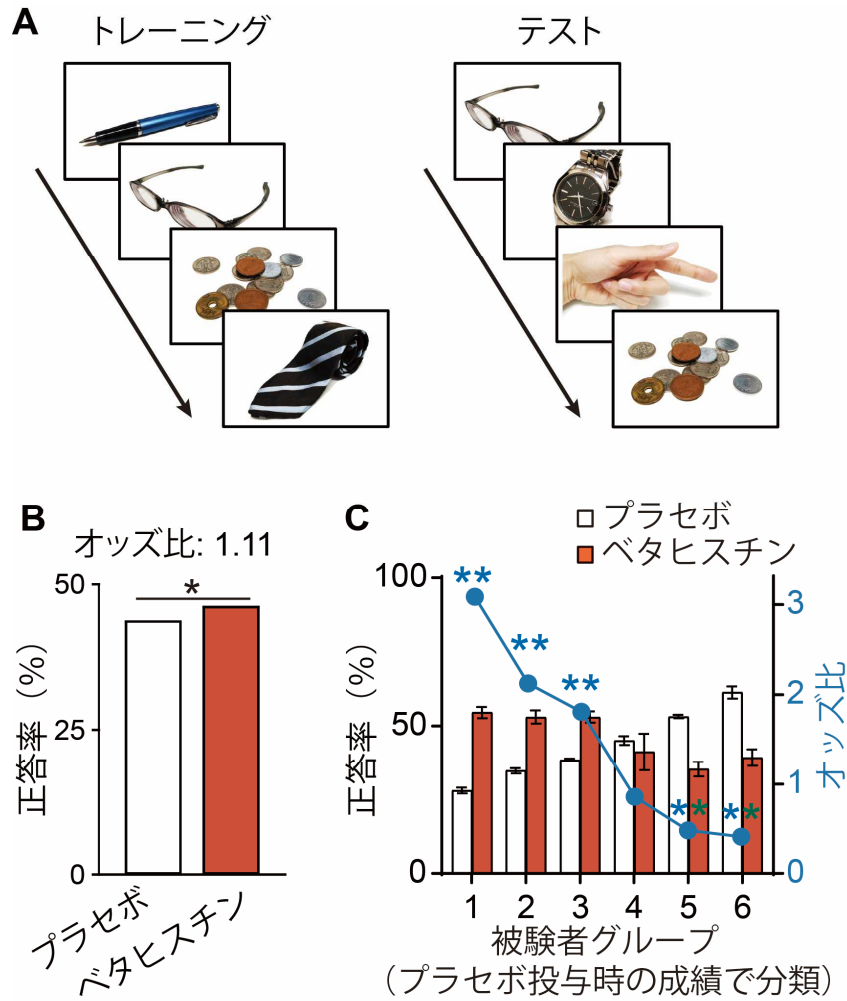 A
トレーニング
テスト
B
オッズ比: 1.11
*
50
25
0
正答率（%）
プラセボ
ベタヒスチン
C
プラセボ
ベタヒスチン
100
50
0
正答率（%）
**
**
**
**
**
3
2
1
0
オッズ比
1 2 3 4 5 6
被験者グループ
（プラセボ投与時の成績で分類）